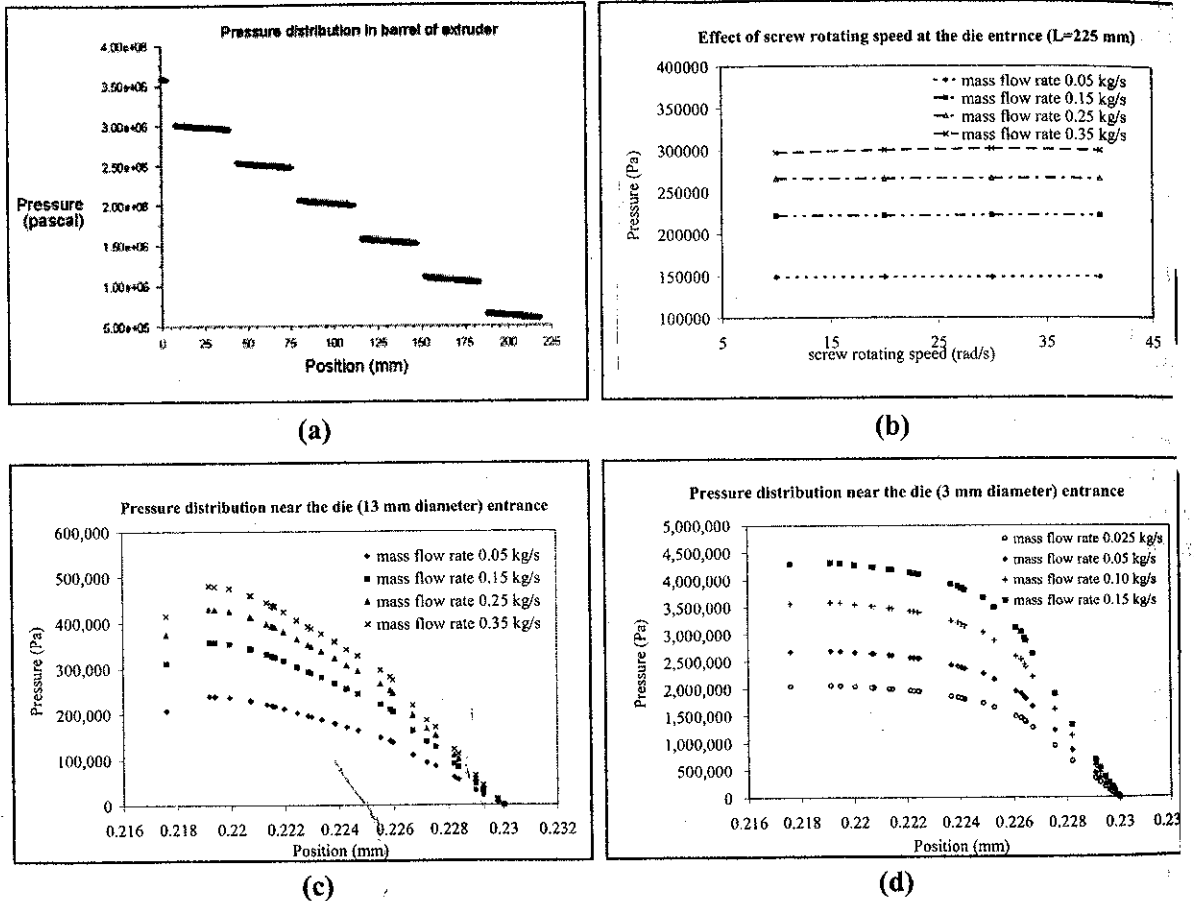 Pressure distribution in barrel of extruder
4.00e+06
3.50e+06
3.00e+06
2.50e+06
2.00e+06
1.50e+06
1.00e+06
5.00e+05
Pressure
(pascal)
0 25 50 75 100 125 150 175 200 225
Position (mm)
(a)
Effect of screw rotating speed at the die entrnce (L=225 mm)
400000
350000
300000
250000
200000
150000
100000
Pressure (Pa)
mass flow rate 0.05 kg/s
mass flow rate 0.15 kg/s
mass flow rate 0.25 kg/s
mass flow rate 0.35 kg/s
5 15 25 35 45
screw rotating speed (rad/s)
(b)
Pressure distribution near the die (13 mm diameter) entrance
600,000
500,000
400,000
300,000
200,000
100,000
0
Pressure (Pa)
mass flow rate 0.05 kg/s
mass flow rate 0.15 kg/s
mass flow rate 0.25 kg/s
mass flow rate 0.35 kg/s
0.216 0.218 0.22 0.222 0.224 0.226 0.228 0.23 0.232
Position (mm)
(c)
Pressure distribution near the die (3 mm diameter) entrance
5,000,000
4,500,000
4,000,000
3,500,000
3,000,000
2,500,000
2,000,000
1,500,000
1,000,000
500,000
0
Pressure (Pa)
mass flow rate 0.025 kg/s
mass flow rate 0.05 kg/s
mass flow rate 0.10 kg/s
mass flow rate 0.15 kg/s
0.216 0.218 0.22 0.222 0.224 0.226 0.228 0.23 0.23
Position (mm)
(d)